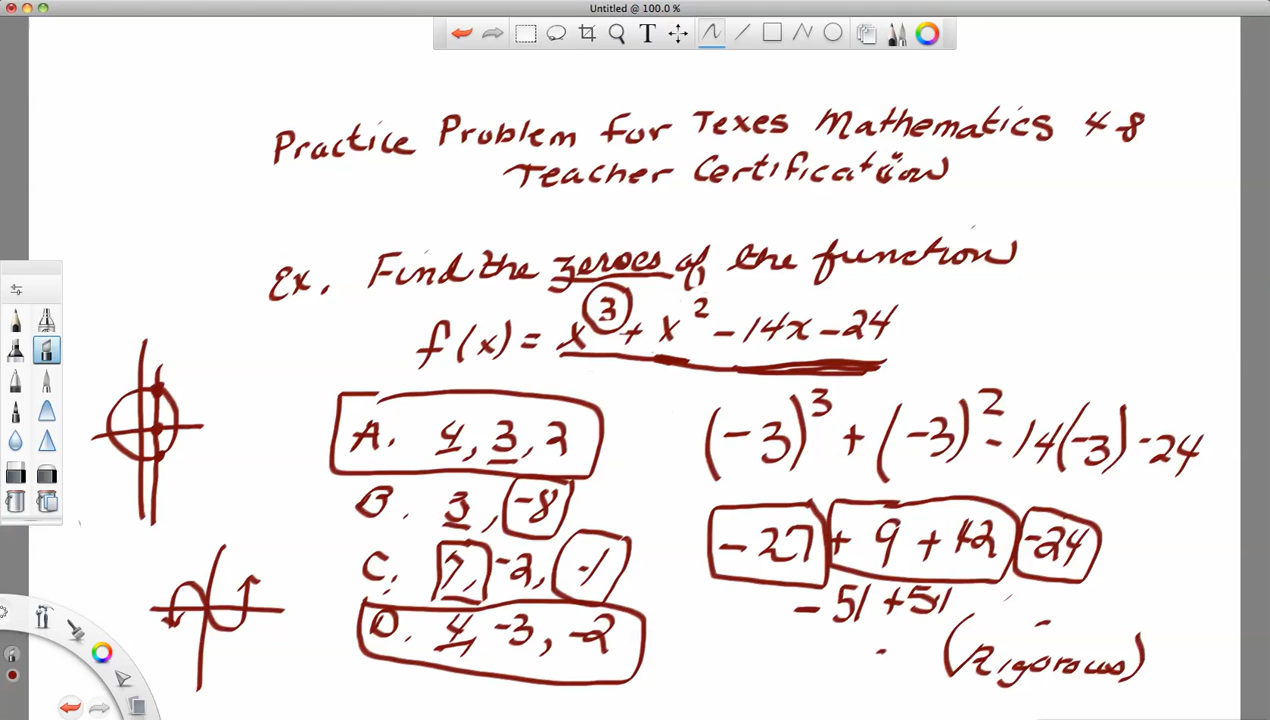 Untitled @ 100.0 %
T
Practice Problem for Texes Mathematics 4-8
Teacher Certification
Ex. Find the zeroes of the function
f(x) = x³ + x² - 14x - 24
A. 4, 3, 2
B. 3, -8
C. 7, -2, -1
D. 4, -3, -2
(-3)³ + (-3)² - 14(-3) - 24
-27 + 9 + 42 - 24
- 51 + 51
(Rigorous)